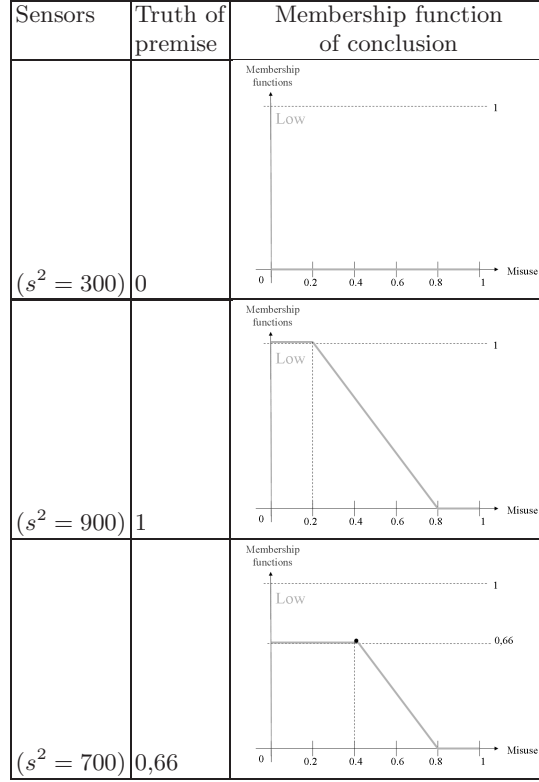 Sensors
Truth of
premise
Membership function
of conclusion
Membership
functions
1
Low
0 0.2 0.4 0.6 0.8 1
Misuse
(s² = 300) 0
Membership
functions
1
Low
0 0.2 0.4 0.6 0.8 1
Misuse
(s² = 900) 1
Membership
functions
1
Low
0,66
0 0.2 0.4 0.6 0.8 1
Misuse
(s² = 700) 0,66